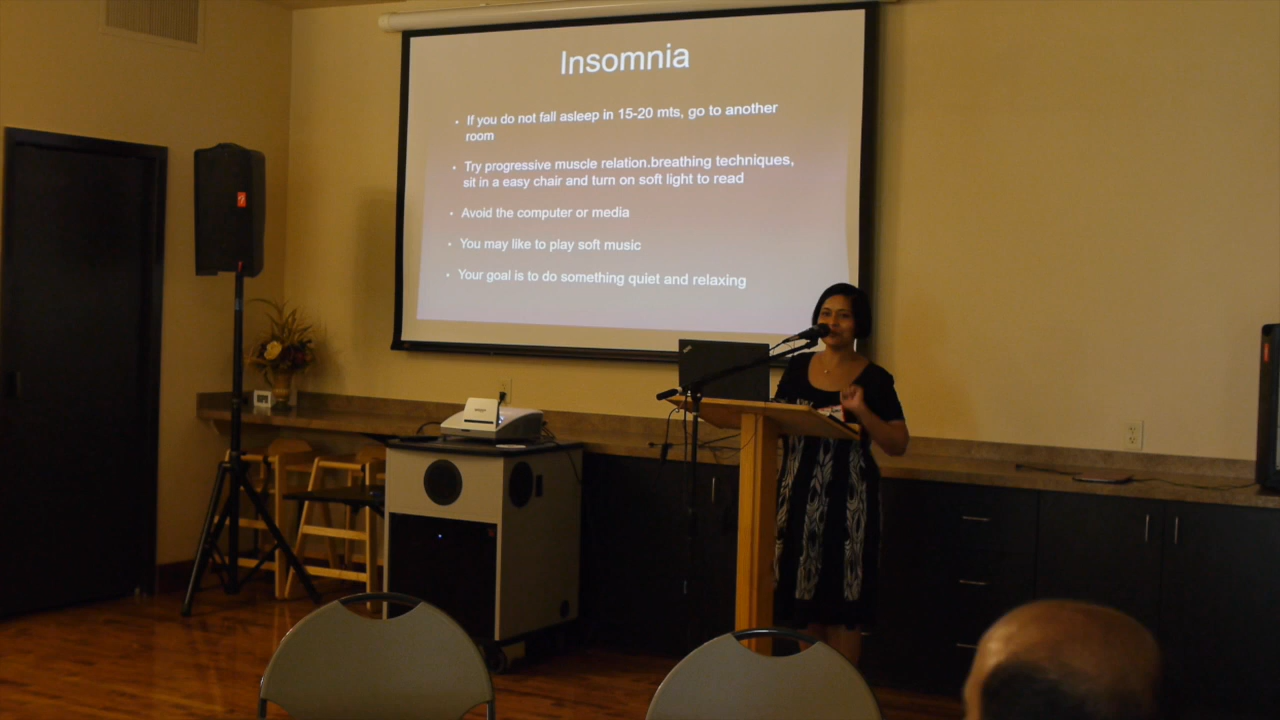 Insomnia
• If you do not fall asleep in 15-20 mts, go to another
room
• Try progressive muscle relation.breathing techniques,
sit in a easy chair and turn on soft light to read
• Avoid the computer or media
• You may like to play soft music
• Your goal is to do something quiet and relaxing